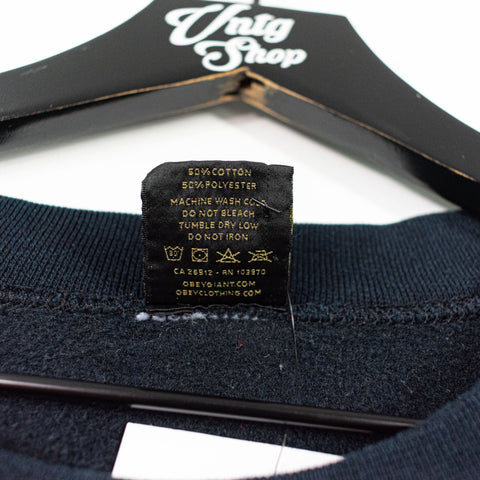 Vntg
Shop
50% COTTON
50% POLYESTER
MACHINE WASH COLD
DO NOT BLEACH
TUMBLE DRY LOW
DO NOT IRON
CA 26912 - RN 103870
OBEYGIANT.COM
OBEYCLOTHING.COM